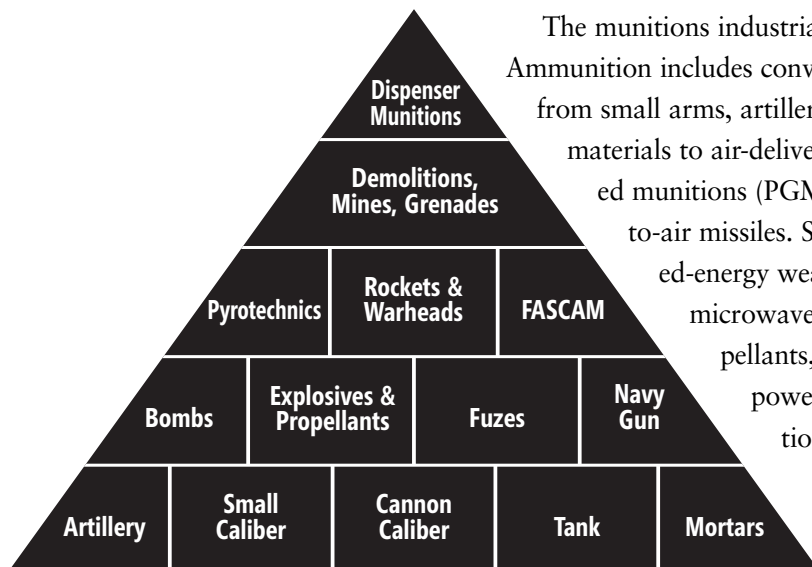 Dispenser
Munitions
Demolitions,
Mines, Grenades
Pyrotechnics
Rockets &
Warheads
FASCAM
Bombs
Explosives &
Propellants
Fuzes
Navy
Gun
Artillery
Small
Caliber
Cannon
Caliber
Tank
Mortars
The munitions industria
Ammunition includes conv
from small arms, artiller
materials to air-delive
ed munitions (PGM
to-air missiles. S
ed-energy wea
microwave
pellants,
powe
tio